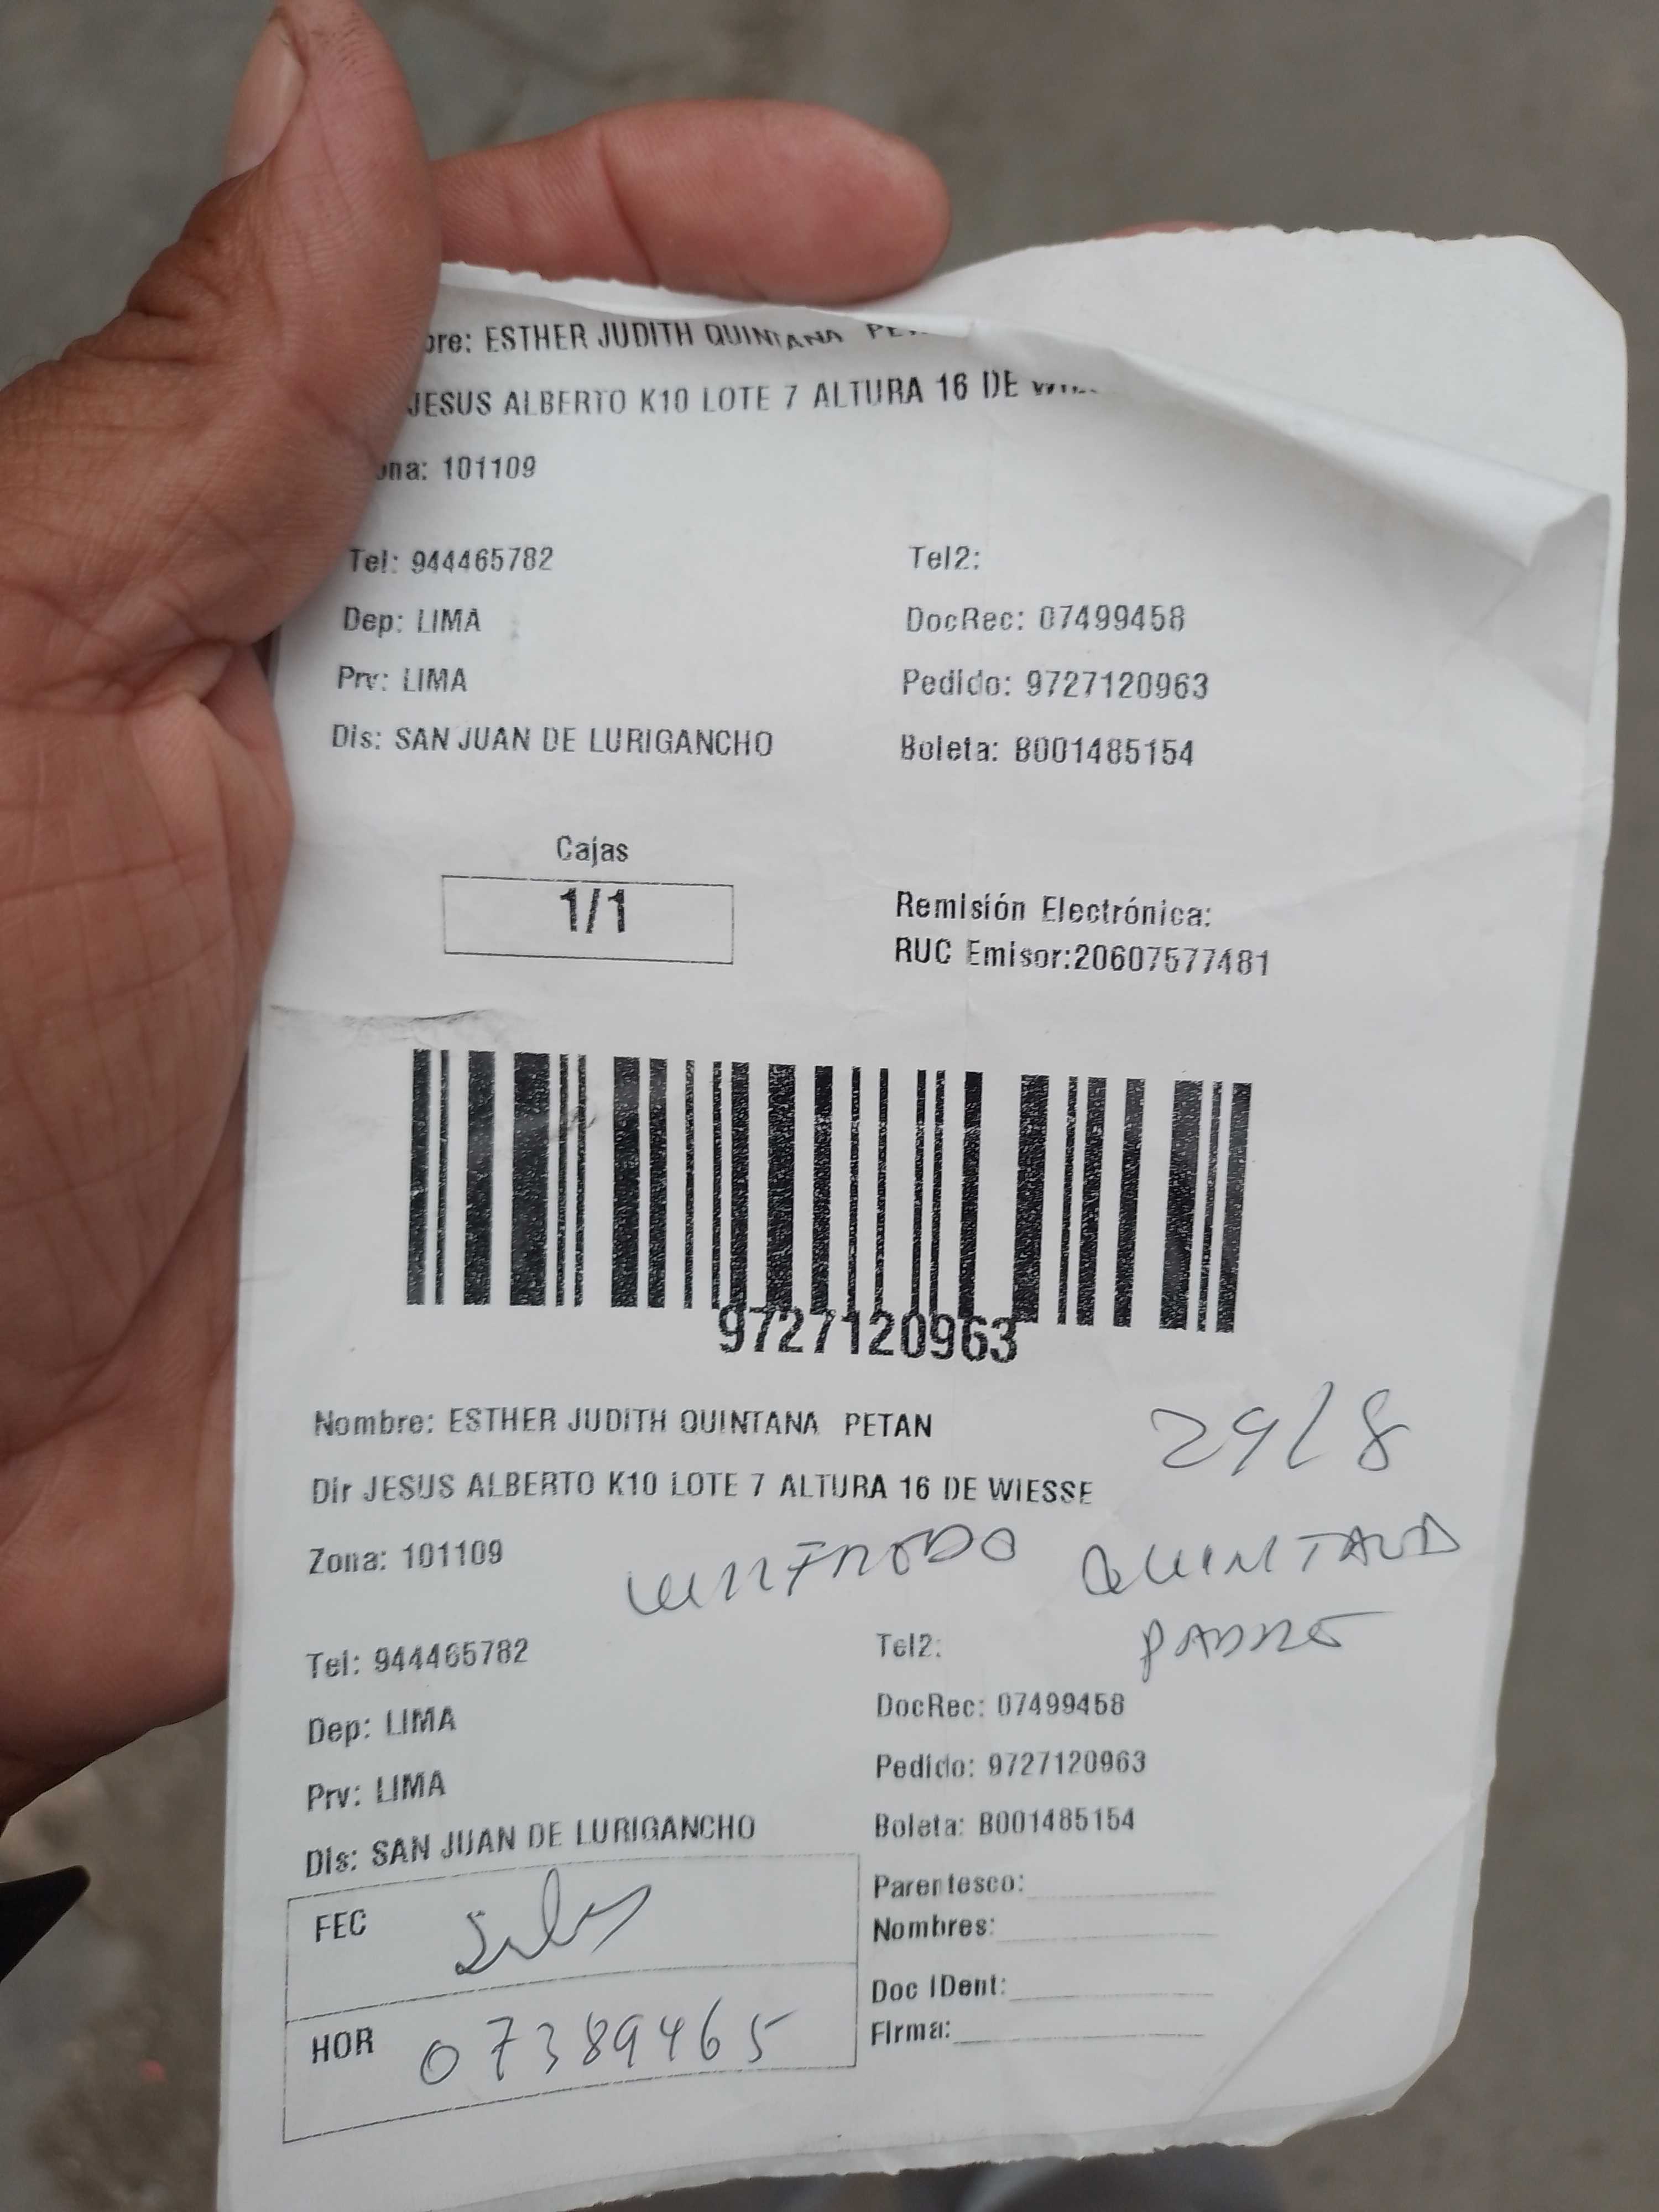 bre: ESTHER JUDITH QUINTANA
JESUS ALBERTO K10 LOTE 7 ALTURA 16 DE
ona: 101109
Tel: 944465782 Tel2:
Dep: LIMA DocRec: 07499458
Prv: LIMA Pedido: 9727120963
Dis: SAN JUAN DE LURIGANCHO Boleta: B001485154
Cajas
1/1
Remisión Electrónica:
RUC Emisor:20607577481
9727120963
29/8
Nombre: ESTHER JUDITH QUINTANA PETAN
Dir JESUS ALBERTO K10 LOTE 7 ALTURA 16 DE WIESSE
Zona: 101109
QUINTANA
PADRE
Tel: 944465782 Tel2:
Dep: LIMA DocRec: 07499458
Prv: LIMA Pedido: 9727120963
Dis: SAN JUAN DE LURIGANCHO Boleta: B001485154
FEC
HOR 07389465
Parentesco:
Nombres:
Doc IDent:
Firma: